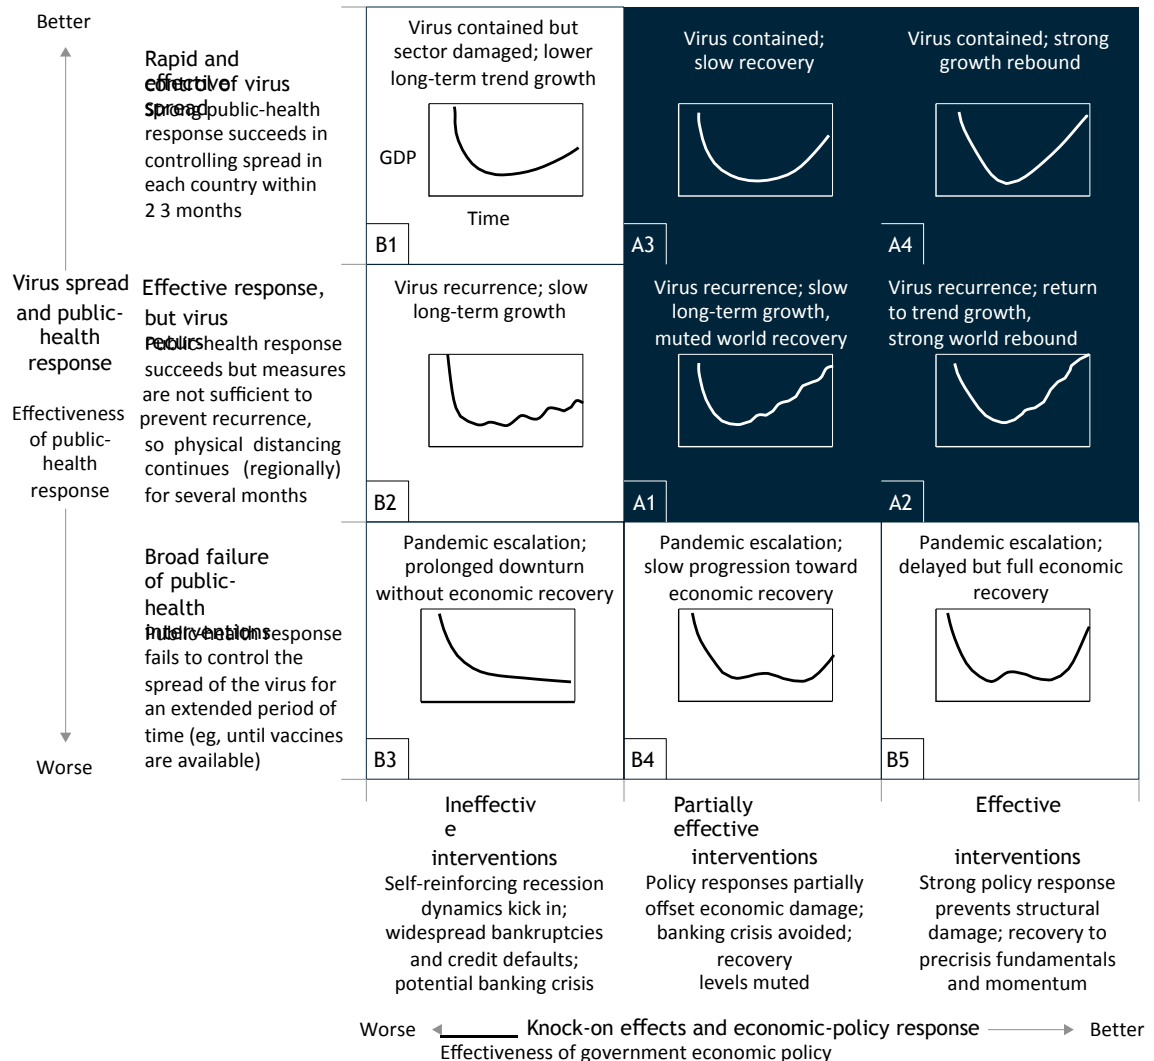 Better
Rapid and
effective
control of virus
spread
Strong public-health
response succeeds in
controlling spread in
each country within
2 3 months
Virus contained but
sector damaged; lower
long-term trend growth
GDP
Time
B1
Virus contained;
slow recovery
A3
Virus contained; strong
growth rebound
A4
Virus spread
and public-
health
response
Effectiveness
of public-
health
response
Effective response,
but virus
recurs
Public-health response
succeeds but measures
are not sufficient to
prevent recurrence,
so physical distancing
continues (regionally)
for several months
Virus recurrence; slow
long-term growth
B2
Virus recurrence; slow
long-term growth,
muted world recovery
A1
Virus recurrence; return
to trend growth,
strong world rebound
A2
Broad failure
of public-
health
interventions
Public-health response
fails to control the
spread of the virus for
an extended period of
time (eg, until vaccines
are available)
Worse
Pandemic escalation;
prolonged downturn
without economic recovery
B3
Pandemic escalation;
slow progression toward
economic recovery
B4
Pandemic escalation;
delayed but full economic
recovery
B5
Ineffectiv
e
interventions
Self-reinforcing recession
dynamics kick in;
widespread bankruptcies
and credit defaults;
potential banking crisis
Partially
effective
interventions
Policy responses partially
offset economic damage;
banking crisis avoided;
recovery
levels muted
Effective
interventions
Strong policy response
prevents structural
damage; recovery to
precrisis fundamentals
and momentum
Worse Knock-on effects and economic-policy response Better
Effectiveness of government economic policy